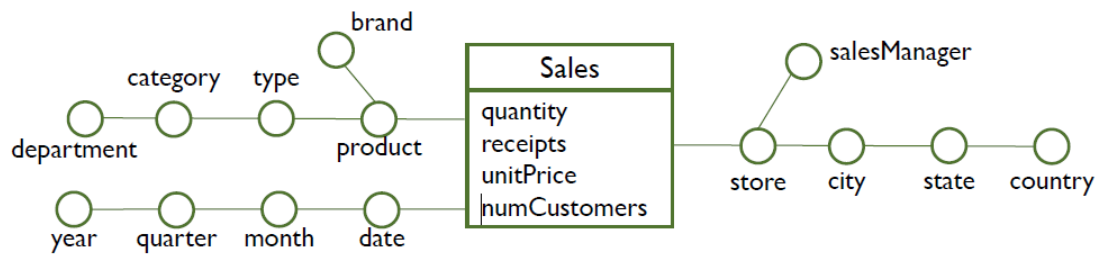 brand
Sales
salesManager
category
type
quantity
department
product
receipts
unitPrice
store
city
state
country
numCustomers
year
quarter
month
date